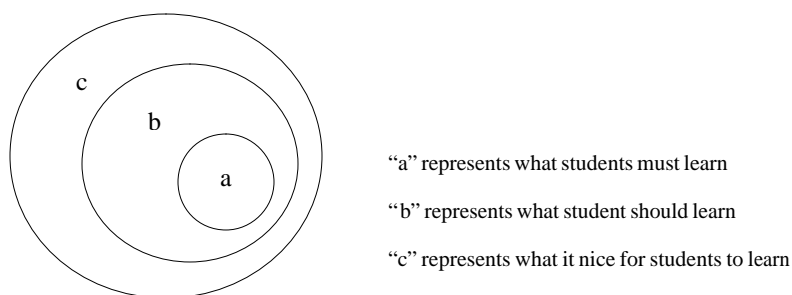 c
b
a
“a” represents what students must learn
“b” represents what student should learn
“c” represents what it nice for students to learn